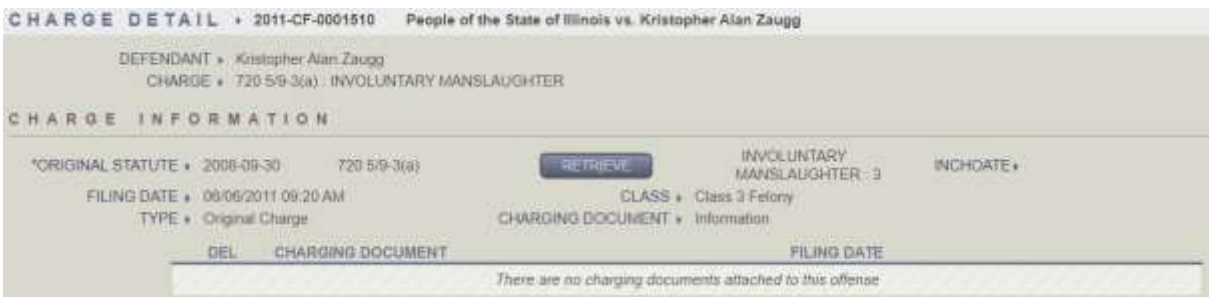 CHARGE DETAIL › 2011-CF-0001510 People of the State of Illinois vs. Kristopher Alan Zaugg
DEFENDANT › Kristopher Alan Zaugg
CHARGE › 720 5/9-3(a) : INVOLUNTARY MANSLAUGHTER
CHARGE INFORMATION
*ORIGINAL STATUTE › 2008-09-30 720 5/9-3(a) RETRIEVE INVOLUNTARY MANSLAUGHTER : 3 INCHOATE ›
FILING DATE › 06/06/2011 09:20 AM CLASS › Class 3 Felony
TYPE › Original Charge CHARGING DOCUMENT › Information
DEL CHARGING DOCUMENT FILING DATE
There are no charging documents attached to this offense